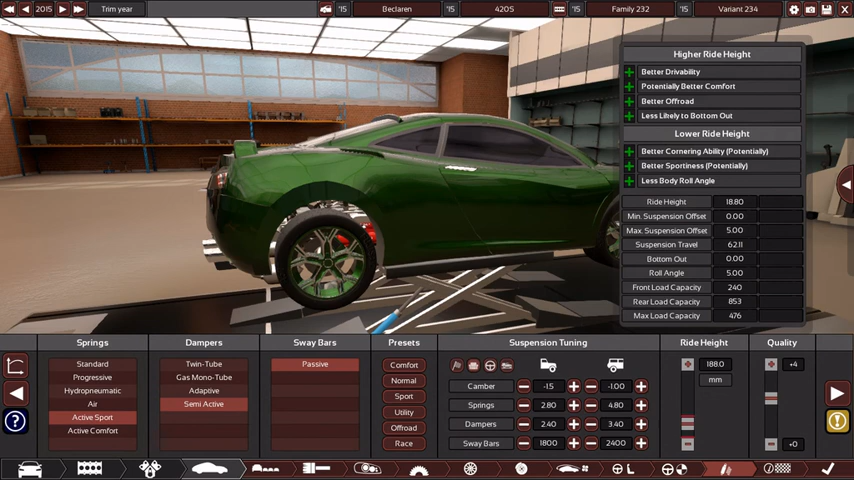 2015 Trim year '15 Beclaren '15 4205 '15 Family 232 '15 Variant 234
Higher Ride Height
Better Drivability
Potentially Better Comfort
Better Offroad
Less Likely to Bottom Out
Lower Ride Height
Better Cornering Ability (Potentially)
Better Sportiness (Potentially)
Less Body Roll Angle
Ride Height 18.80
Min. Suspension Offset 0.00
Max. Suspension Offset 5.00
Suspension Travel 62.11
Bottom Out 0.00
Roll Angle 5.00
Front Load Capacity 240
Rear Load Capacity 853
Max Load Capacity 476
Springs
Standard
Progressive
Hydropneumatic
Air
Active Sport
Active Comfort
Dampers
Twin-Tube
Gas Mono-Tube
Adaptive
Semi Active
Sway Bars
Passive
Presets
Comfort
Normal
Sport
Utility
Offroad
Race
Suspension Tuning
Camber -1.5 -1.00
Springs 2.80 4.80
Dampers 2.40 3.40
Sway Bars 1800 2400
Ride Height
188.0
mm
Quality
+4
+0